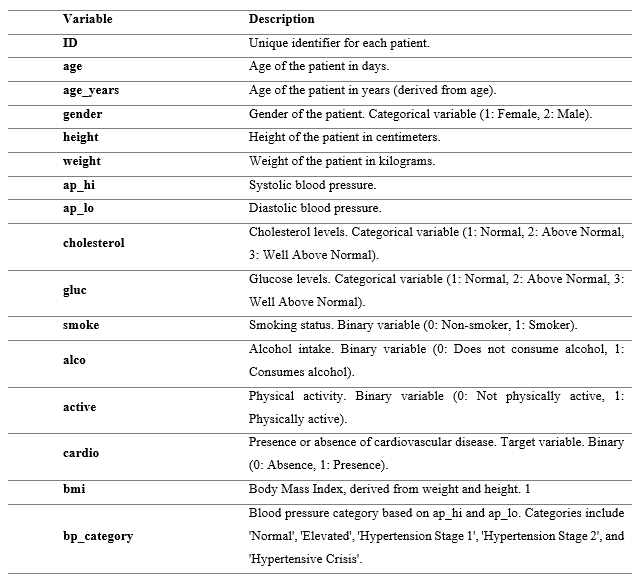 Variable Description
ID Unique identifier for each patient.
age Age of the patient in days.
age_years Age of the patient in years (derived from age).
gender Gender of the patient. Categorical variable (1: Female, 2: Male).
height Height of the patient in centimeters.
weight Weight of the patient in kilograms.
ap_hi Systolic blood pressure.
ap_lo Diastolic blood pressure.
cholesterol Cholesterol levels. Categorical variable (1: Normal, 2: Above Normal,
3: Well Above Normal).
gluc Glucose levels. Categorical variable (1: Normal, 2: Above Normal, 3:
Well Above Normal).
smoke Smoking status. Binary variable (0: Non-smoker, 1: Smoker).
alco Alcohol intake. Binary variable (0: Does not consume alcohol, 1:
Consumes alcohol).
active Physical activity. Binary variable (0: Not physically active, 1:
Physically active).
cardio Presence or absence of cardiovascular disease. Target variable. Binary
(0: Absence, 1: Presence).
bmi Body Mass Index, derived from weight and height. 1
bp_category Blood pressure category based on ap_hi and ap_lo. Categories include
'Normal', 'Elevated', 'Hypertension Stage 1', 'Hypertension Stage 2', and
'Hypertensive Crisis'.